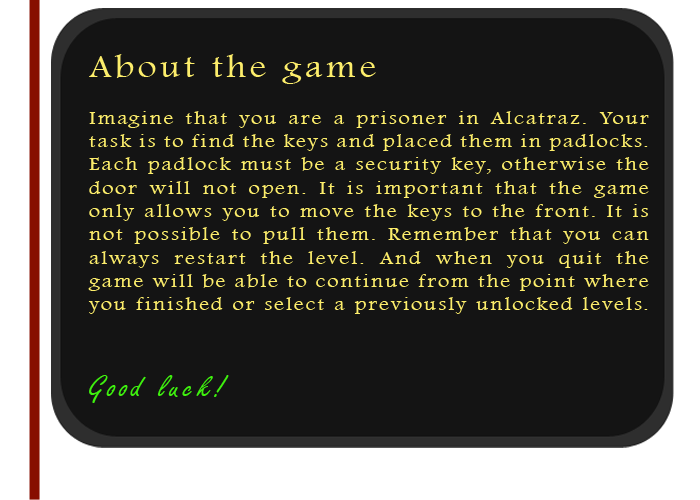 About the game
Imagine that you are a prisoner in Alcatraz. Your
task is to find the keys and placed them in padlocks.
Each padlock must be a security key, otherwise the
door will not open. It is important that the game
only allows you to move the keys to the front. It is
not possible to pull them. Remember that you can
always restart the level. And when you quit the
game will be able to continue from the point where
you finished or select a previously unlocked levels.
Good luck!